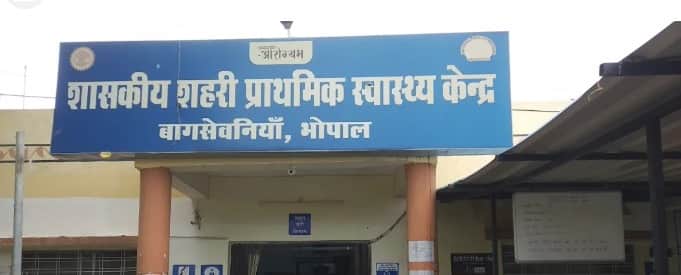 आरोग्यम
शासकीय शहरी प्राथमिक स्वास्थ्य केन्द्र
बागसेवनियाँ, भोपाल